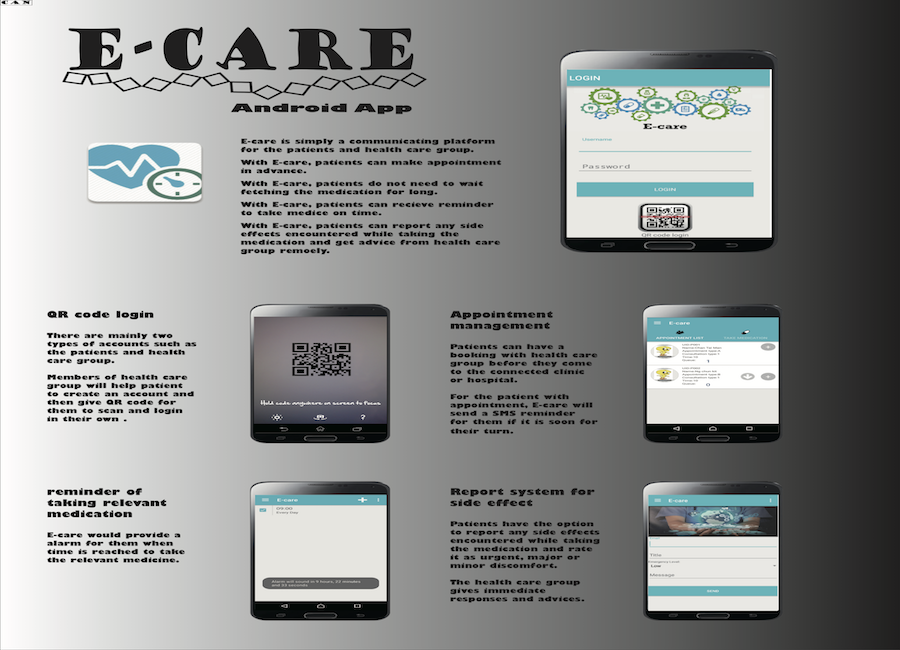 CAN
E-CARE
Android App
E-care is simply a communicating platform
for the patients and health care group.
With E-care, patients can make appointment
in advance.
With E-care, patients do not need to wait
fetching the medication for long.
With E-care, patients can recieve reminder
to take medice on time.
With E-care, patients can report any side
effects encountered while taking the
medication and get advice from health care
group remoely.
LOGIN
E-care
Username
Password
LOGIN
QR code login
QR code login
There are mainly two
types of accounts such as
the patients and health
care group.
Members of health care
group will help patient
to create an account and
then give QR code for
them to scan and login
in their own .
Hold code anywhere on screen to focus
Appointment
management
Patients can have a
booking with health care
group before they come
to the connected clinic
or hospital.
For the patient with
appointment, E-care will
send a SMS reminder
for them if it is soon for
their turn.
E-care
APPOINTMENT LIST
reminder of
taking relevant
medication
E-care would provide a
alarm for them when
time is reached to take
the relevant medicine.
E-care
Every Day
Alarm will sound in 9 hours, 33 minutes
and 33 seconds
Report system for
side effect
Patients have the option
to report any side effects
encountered while taking
the medication and rate
it as urgent, major or
minor discomfort.
The health care group
gives immediate
responses and advices.
E-care
Title
Emergency Level
Low
Message
SEND